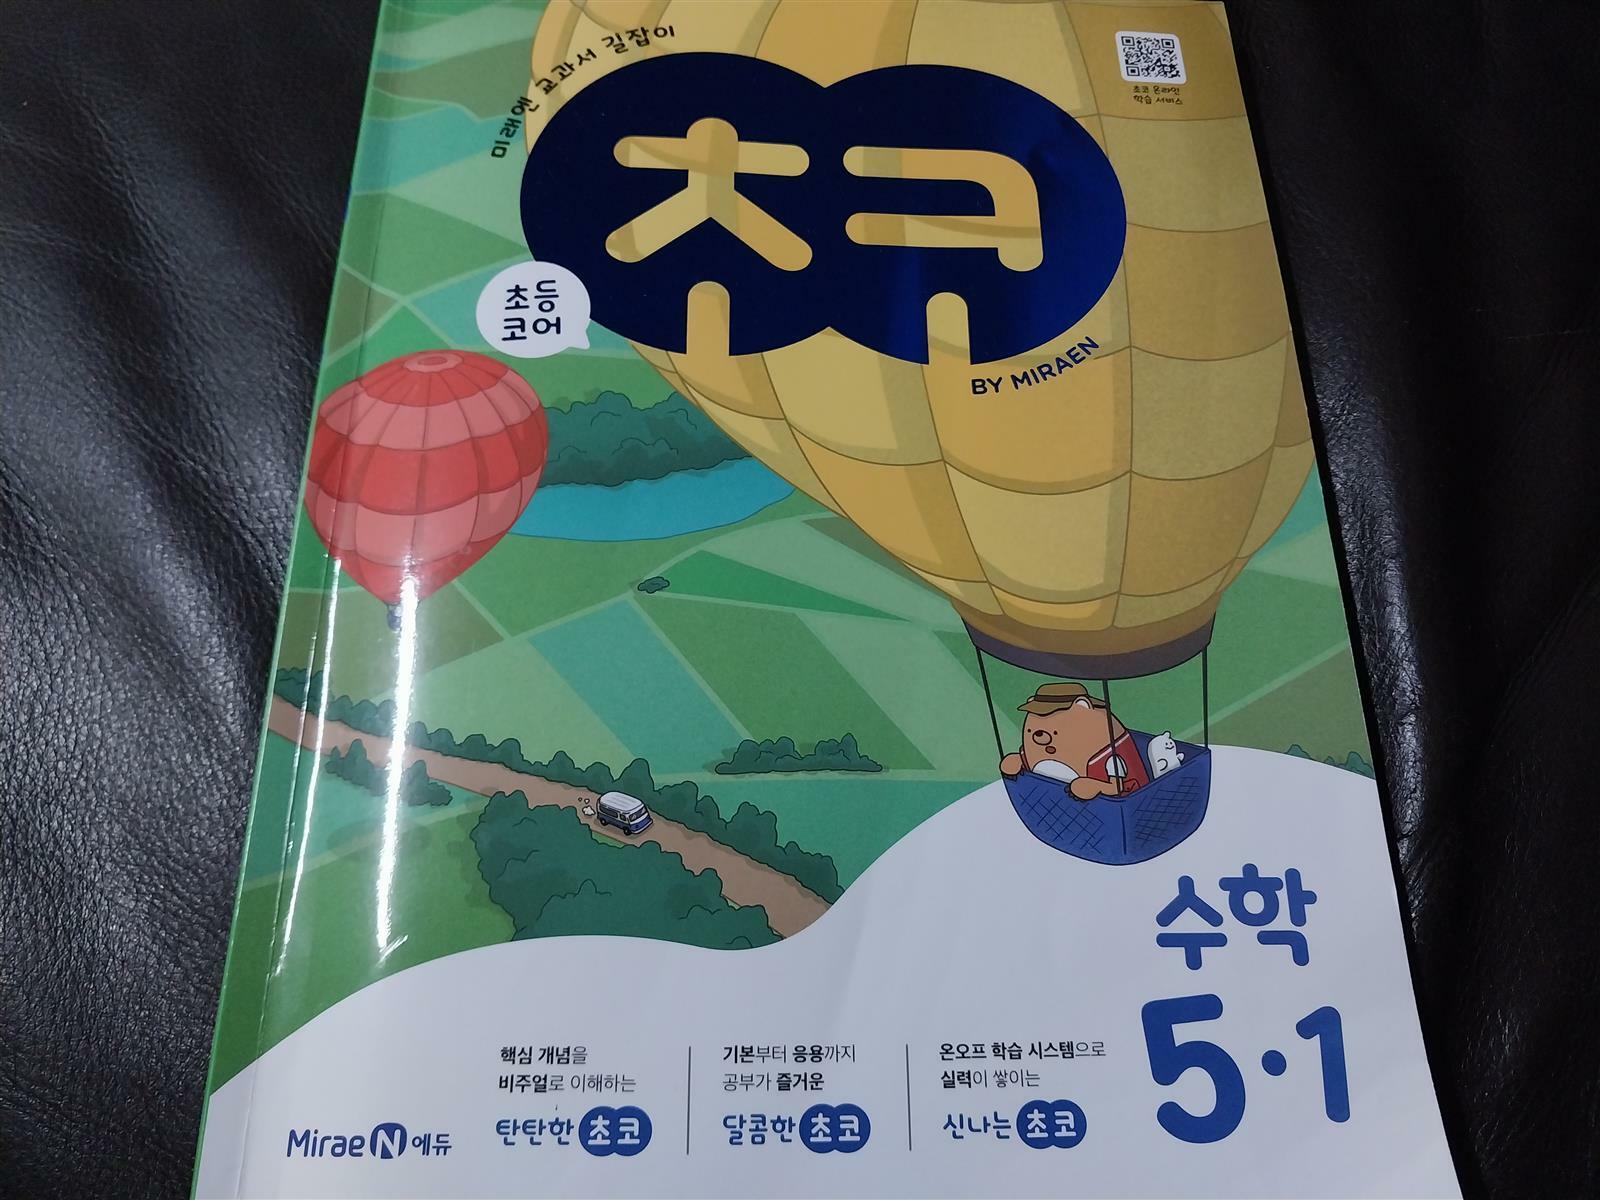 미래엔 교과서 길잡이
초코
초등
코어
BY MIRAEN
초코 온라인
학습 서비스
수학
5·1
핵심 개념을
비주얼로 이해하는
탄탄한 초코
기본부터 응용까지
공부가 즐거운
달콤한 초코
온오프 학습 시스템으로
실력이 쌓이는
신나는 초코
Mirae N 에듀